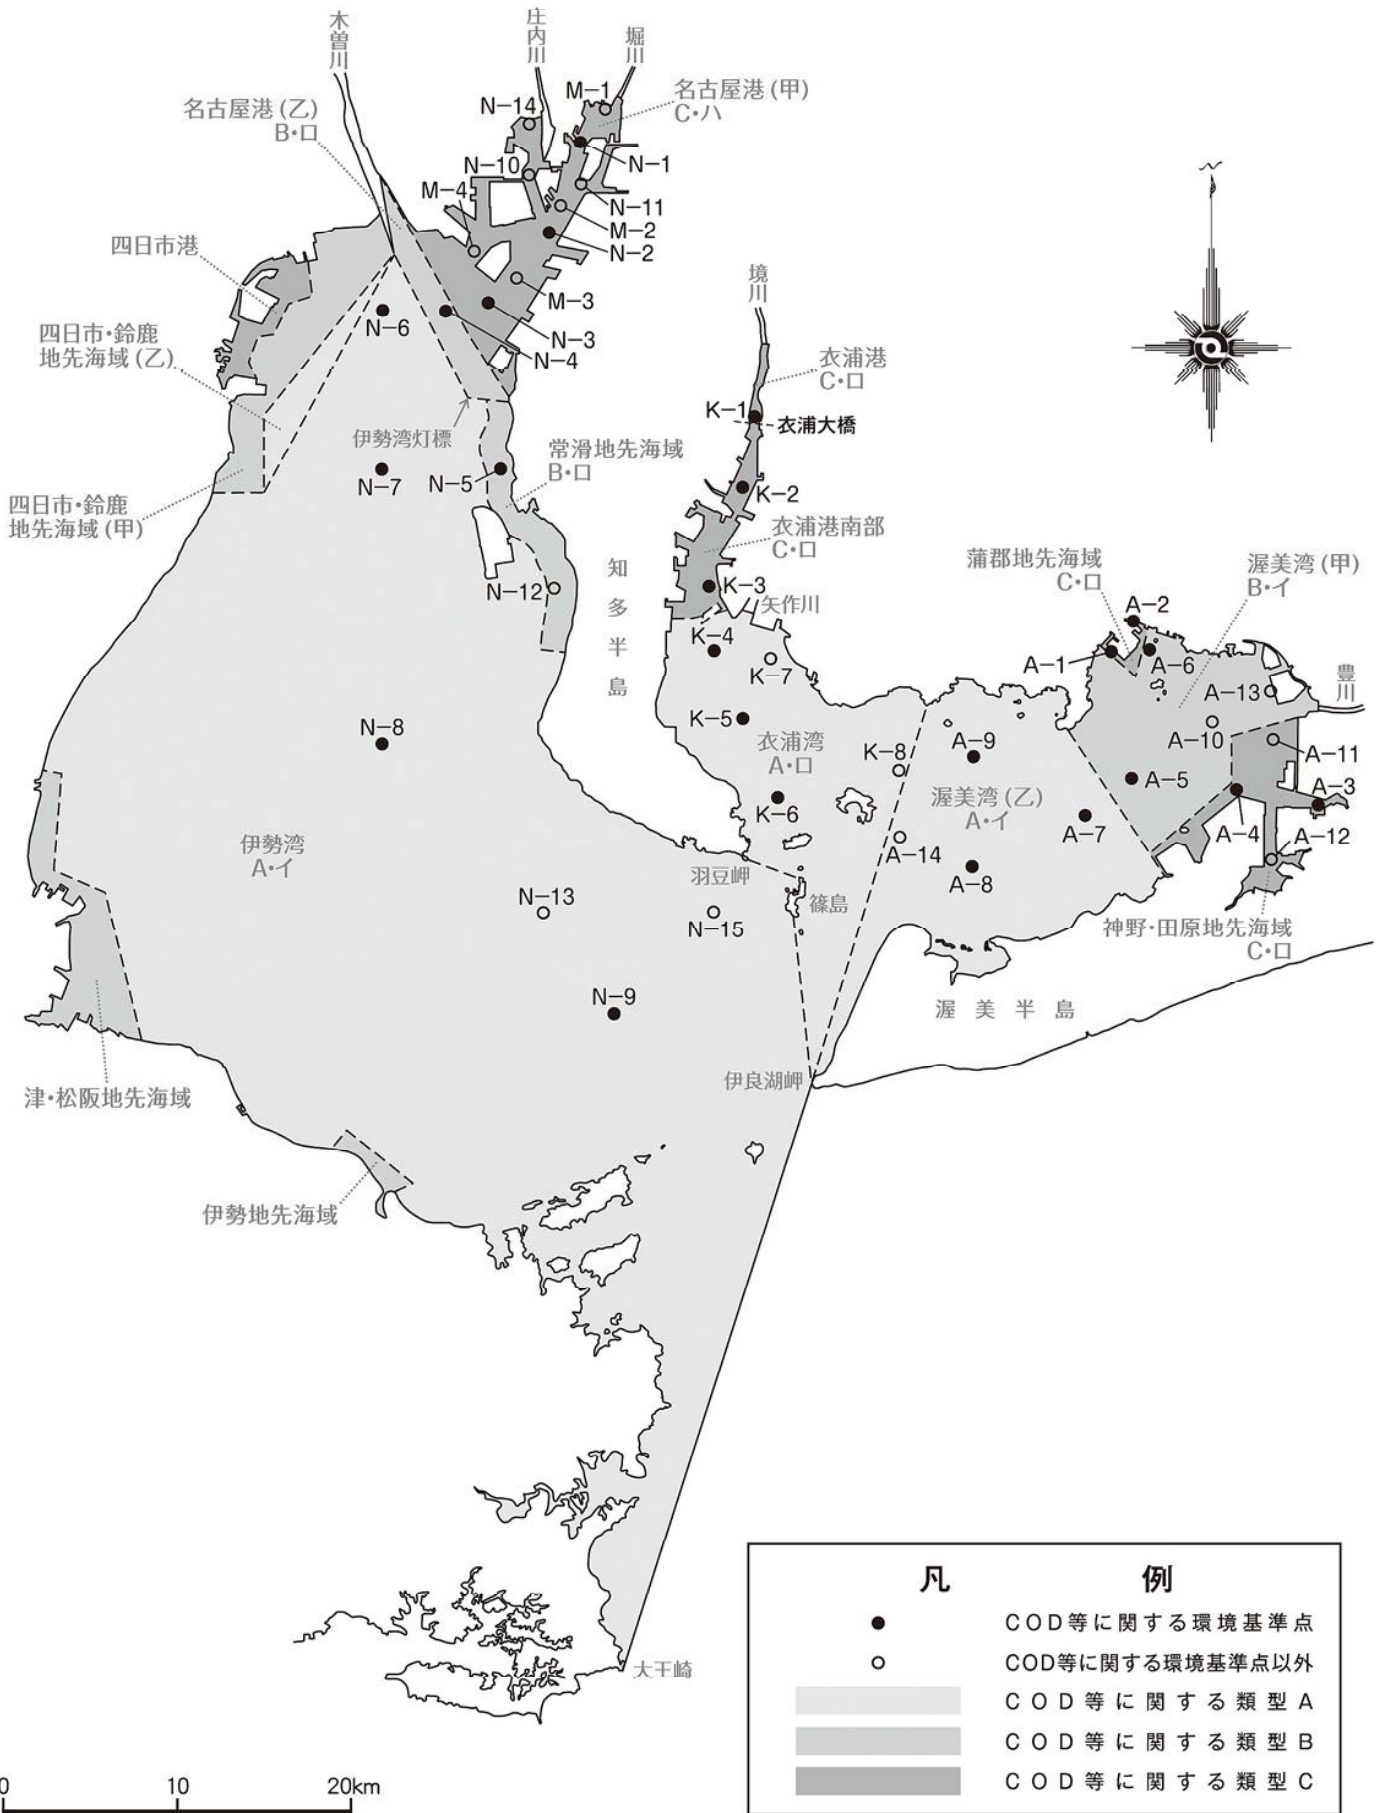 木曽川
庄内川
堀川
名古屋港(乙)
B・ロ
N-14
M-1
名古屋港(甲)
C・ハ
N-10
N-1
M-4
N-11
M-2
N-2
四日市港
M-3
N-3
N-4
N-6
四日市・鈴鹿
地先海域(乙)
境川
衣浦港
C・ロ
K-1
衣浦大橋
伊勢湾灯標
常滑地先海域
B・ロ
N-7
N-5
K-2
四日市・鈴鹿
地先海域(甲)
衣浦港南部
C・ロ
知多半島
N-12
K-3
矢作川
蒲郡地先海域
C・ロ
渥美湾(甲)
B・イ
A-2
K-4
K-7
A-1
A-6
A-13
豊川
K-5
衣浦湾
A・ロ
N-8
K-8
A-9
A-10
A-11
渥美湾(乙)
A・イ
A-5
A-3
K-6
A-7
A-4
A-12
伊勢湾
A・イ
A-14
A-8
羽豆岬
篠島
N-13
N-15
神野・田原地先海域
C・ロ
N-9
渥美半島
伊良湖岬
津・松阪地先海域
伊勢地先海域
大王崎
凡例
COD等に関する環境基準点
COD等に関する環境基準点以外
COD等に関する類型A
COD等に関する類型B
COD等に関する類型C
0 10 20km